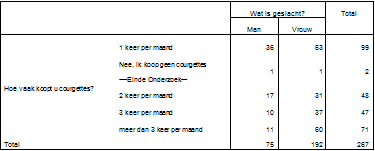 Wat is geslacht? Total
Man Vrouw
Hoe vaak koopt u courgettes? 1 keer per maand 36 63 99
Nee, ik koop geen courgettes
—Einde Onderzoek— 1 1 2
2 keer per maand 17 31 48
3 keer per maand 10 37 47
meer dan 3 keer per maand 11 60 71
Total 75 192 267